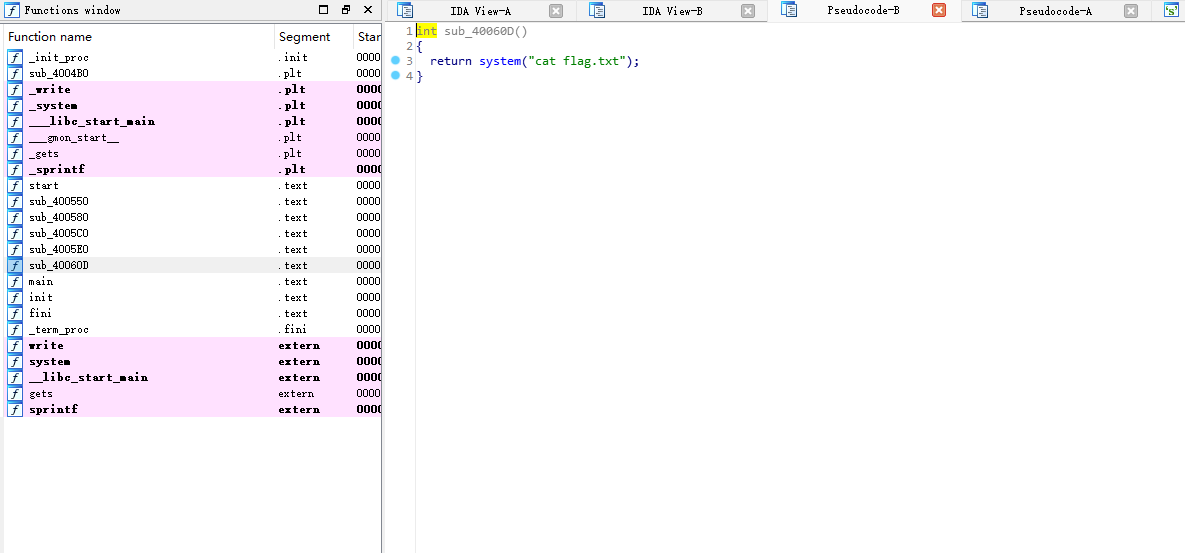 Functions window
Function name Segment Star
_init_proc .init 0000
sub_4004B0 .plt 0000
_write .plt 0000
_system .plt 0000
___libc_start_main .plt 0000
___gmon_start__ .plt 0000
_gets .plt 0000
_sprintf .plt 0000
start .text 0000
sub_400550 .text 0000
sub_400580 .text 0000
sub_4005C0 .text 0000
sub_4005E0 .text 0000
sub_40060D .text 0000
main .text 0000
init .text 0000
fini .text 0000
_term_proc .fini 0000
write extern 0000
system extern 0000
__libc_start_main extern 0000
gets extern 0000
sprintf extern 0000
IDA View-A IDA View-B Pseudocode-B Pseudocode-A
1 int sub_40060D()
2 {
3 return system("cat flag.txt");
4 }